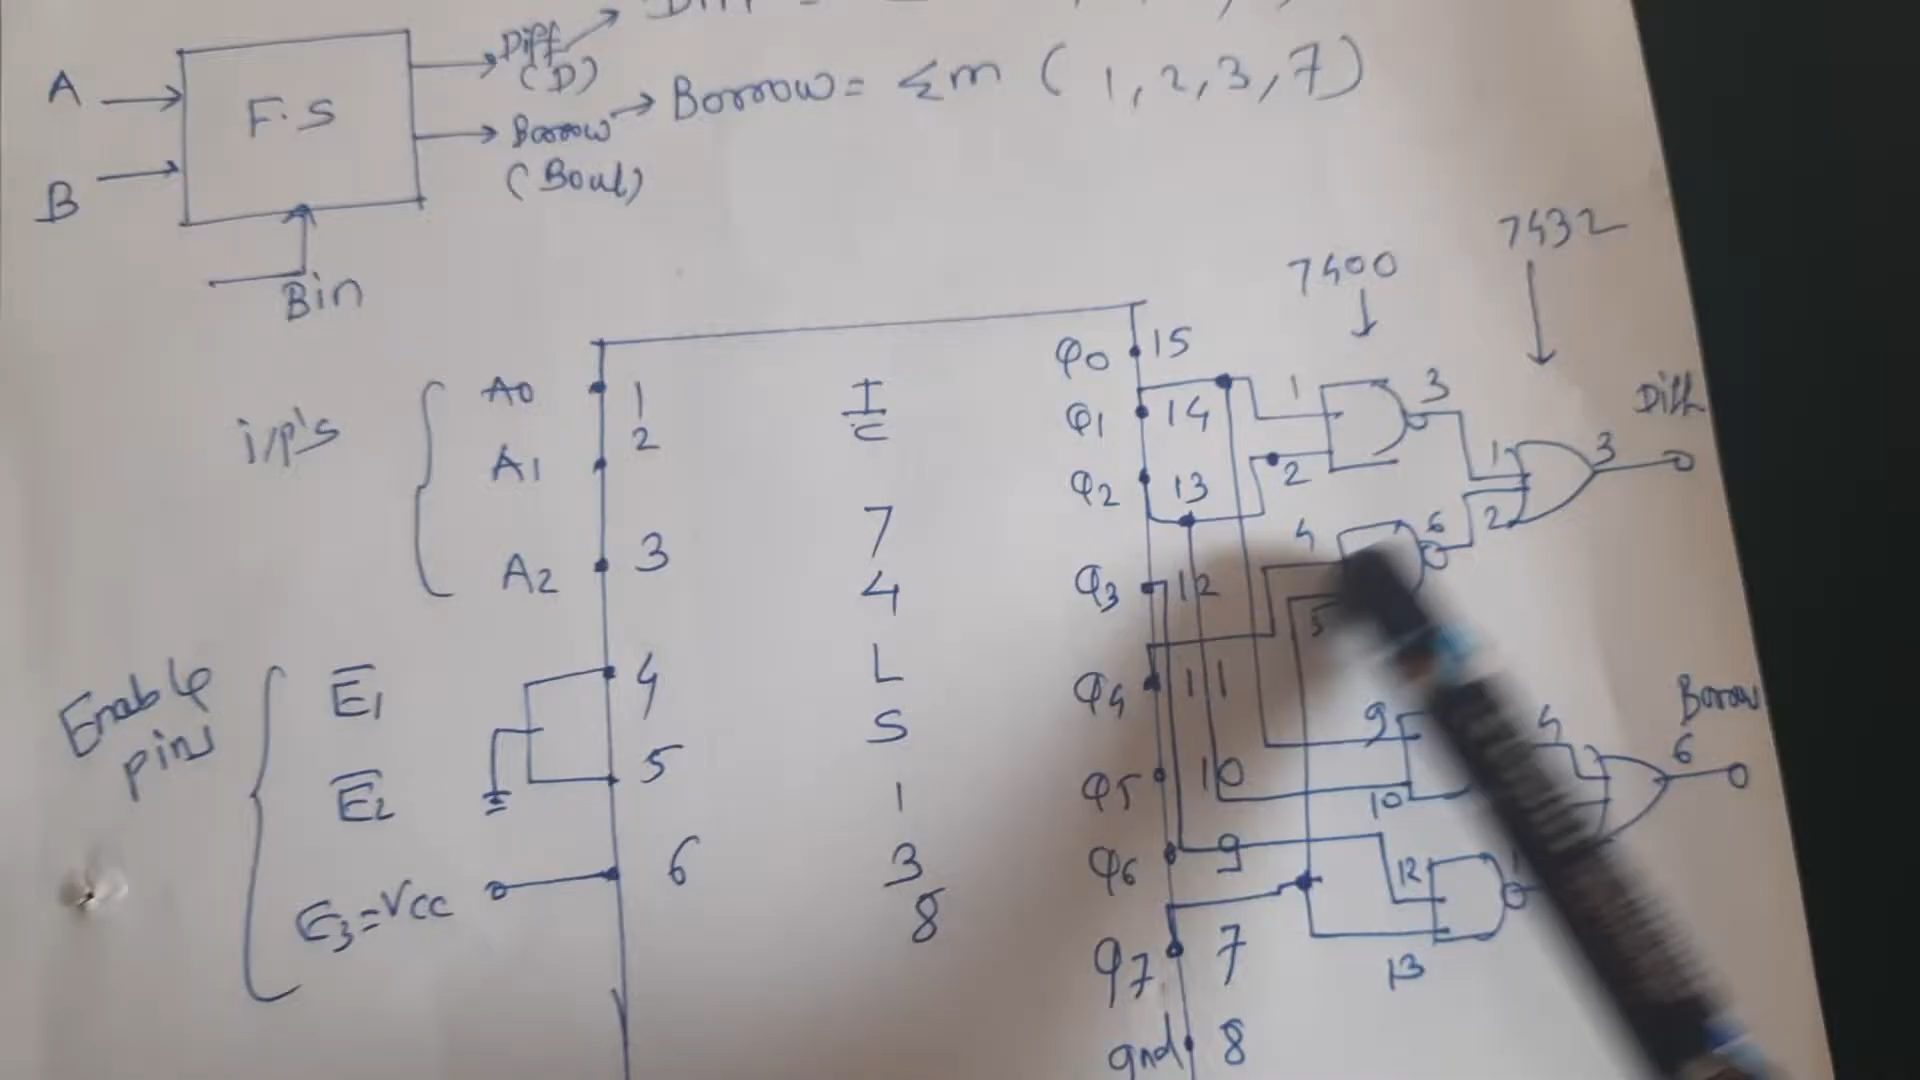 A
B
F.S
Bin
Diff
(D)
Borrow
(Bout)
Borrow = Σm ( 1, 2, 3, 7 )
7400
7432
i/p's
A0
1
A1
2
A2
3
Enable
pins
E1
4
E2
5
E3=Vcc
6
IC
7
4
L
S
1
3
8
Q0 15
Q1 14
Q2 13
Q3 12
Q4 11
Q5 10
Q6 9
Q7 7
gnd 8
1
2
3
4
5
6
9
10
12
13
1
2
3
Diff
4
6
Borrow